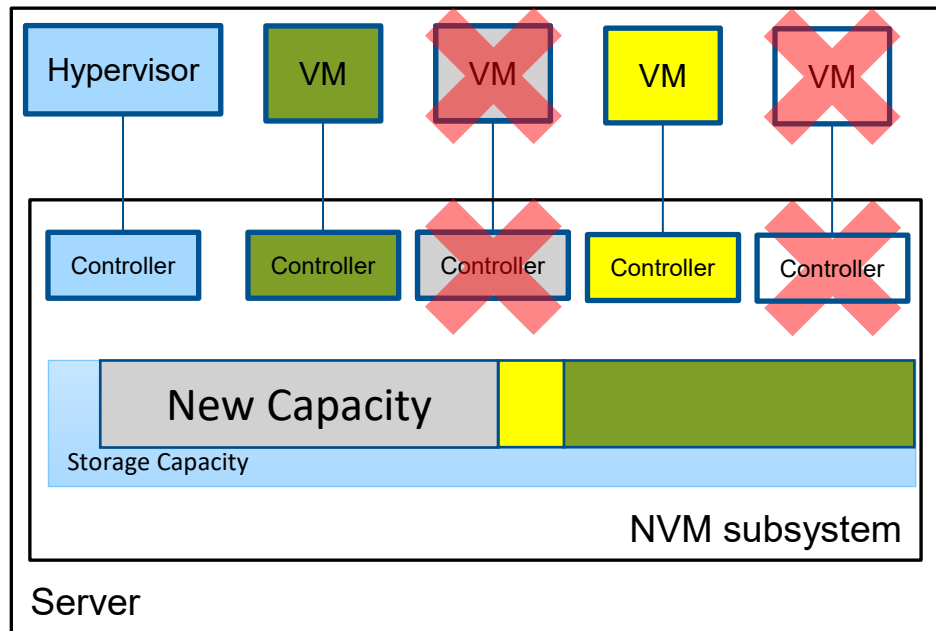 Hypervisor
VM
VM
VM
VM
Controller
Controller
Controller
Controller
Controller
New Capacity
Storage Capacity
NVM subsystem
Server